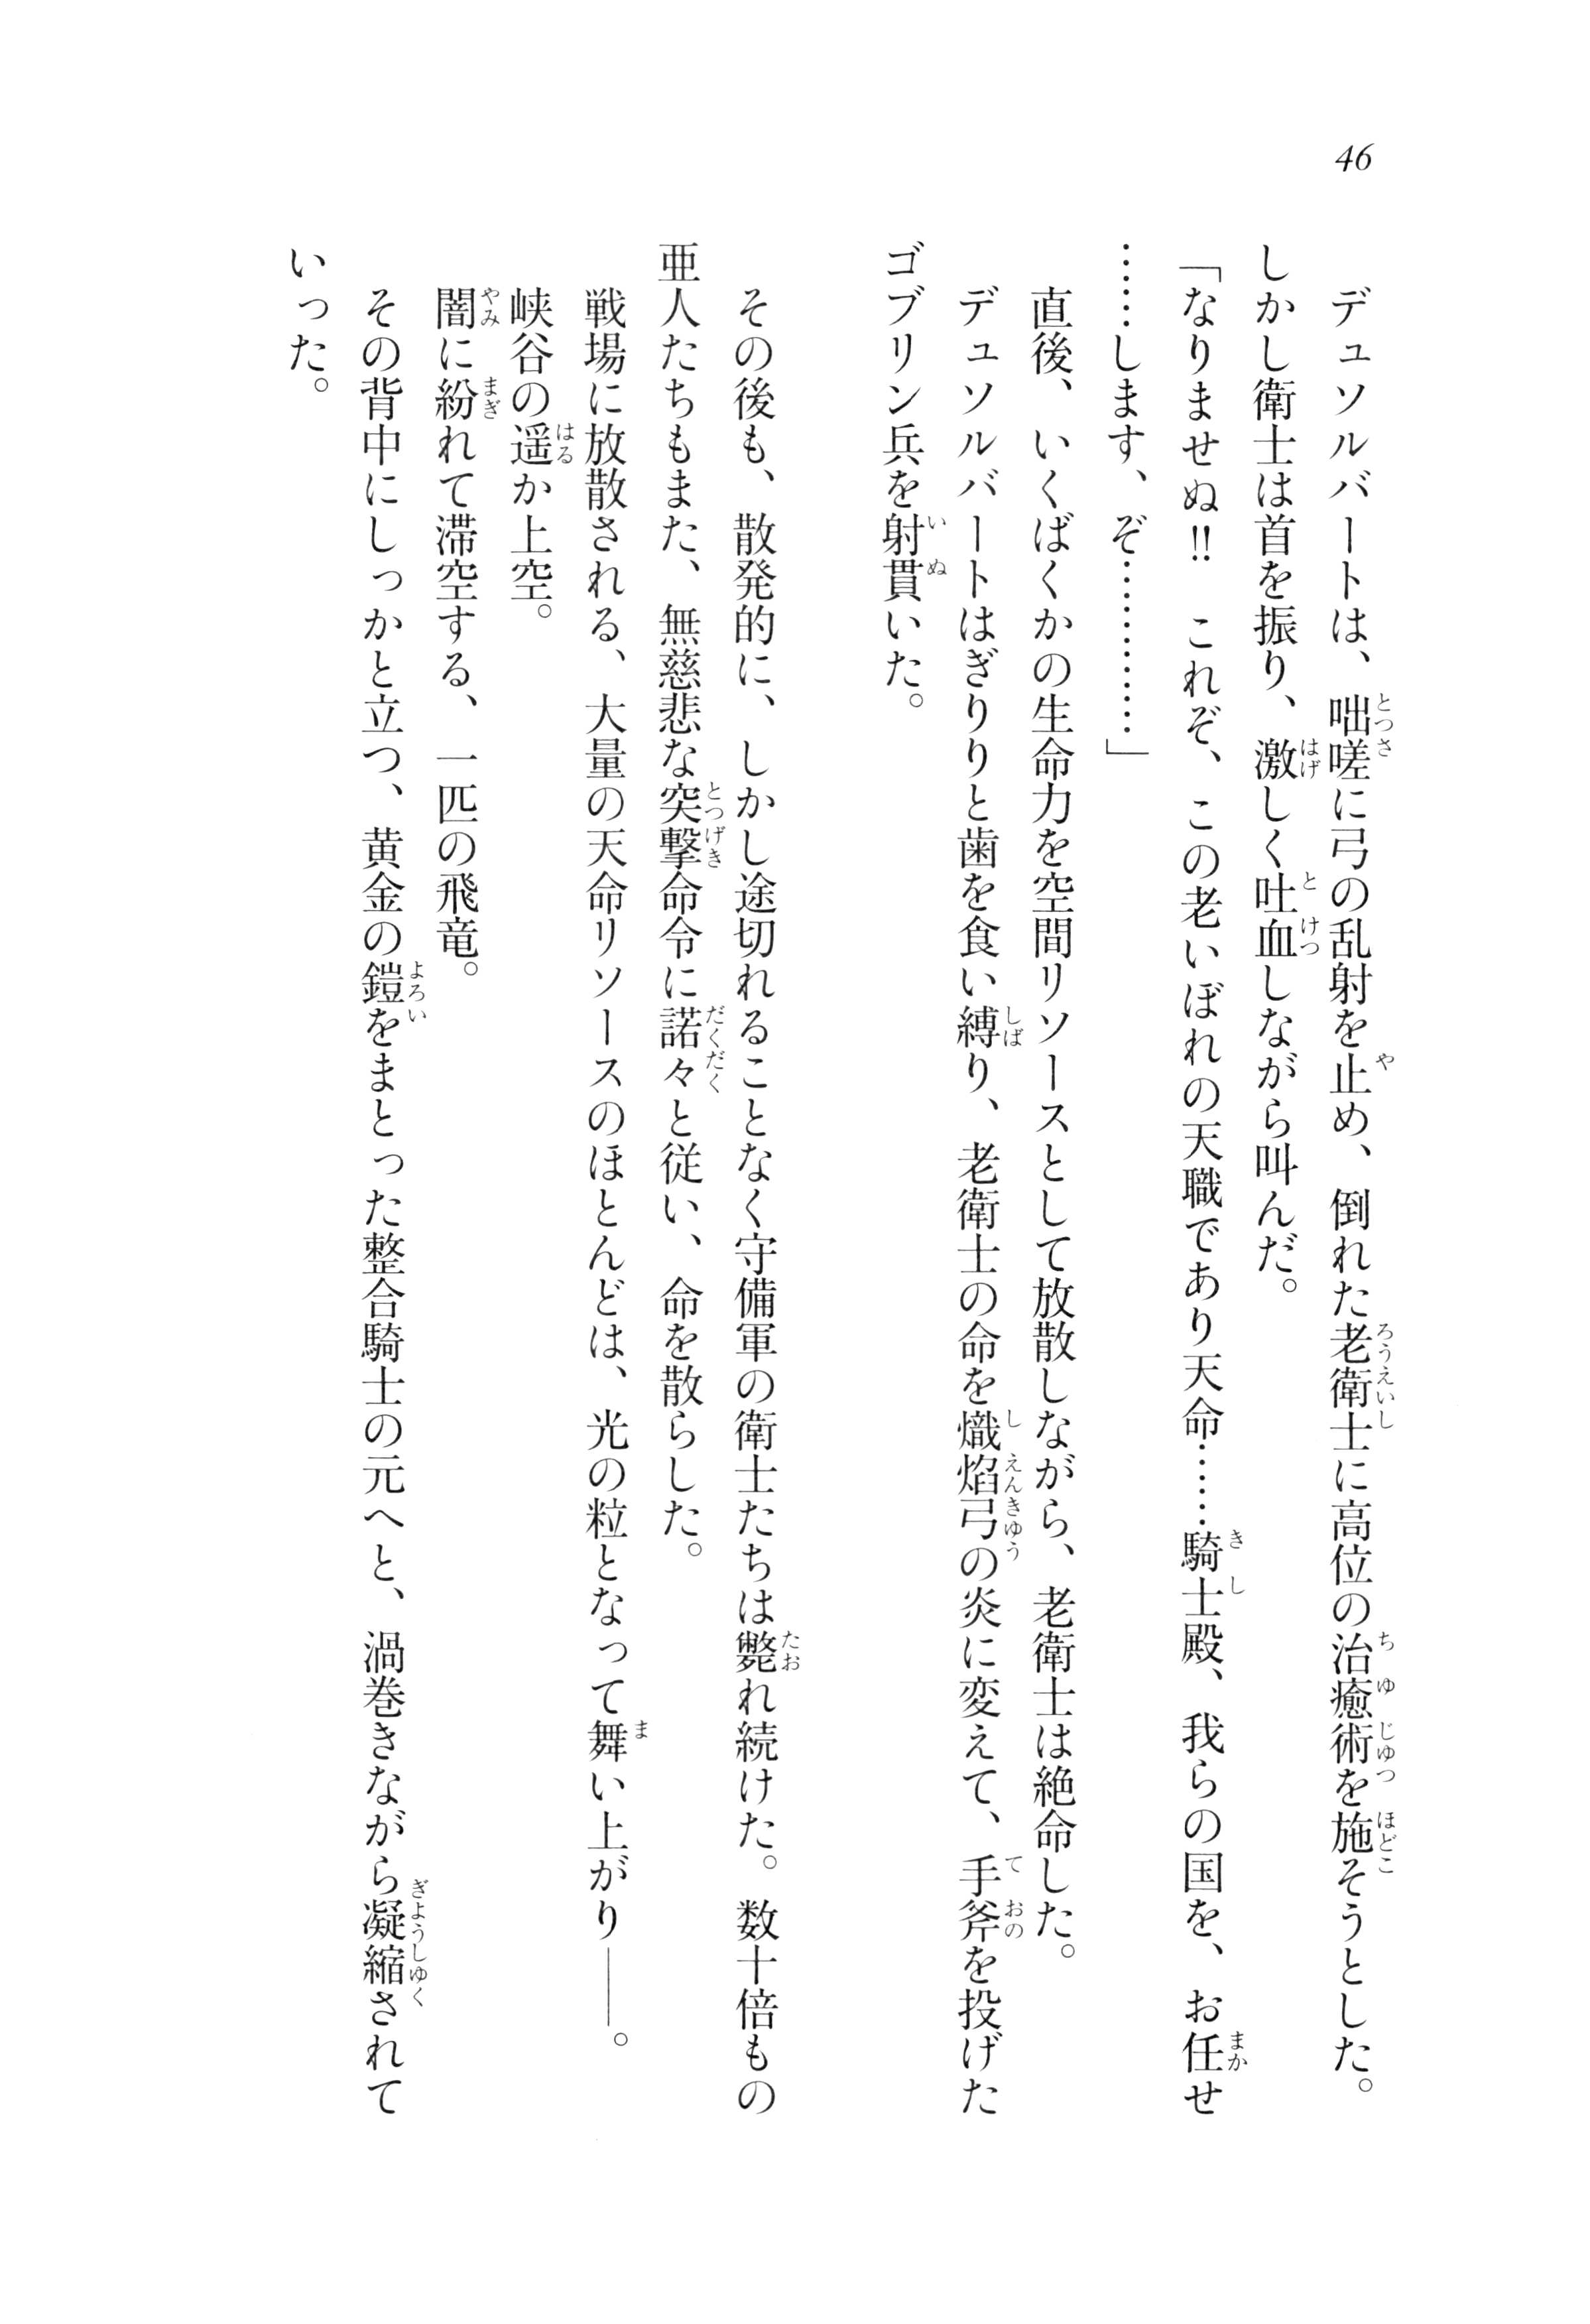 46
デュソルバートは、咄嗟に弓の乱射を止め、倒れた老衛士に高位の治癒術を施そうとした。
しかし衛士は首を振り、激しく吐血しながら叫んだ。
「なりませぬ!! これぞ、この老いぼれの天職であり天命……騎士殿、我らの国を、お任せ
……します、ぞ…………」
直後、いくばくかの生命力を空間リソースとして放散しながら、老衛士は絶命した。
デュソルバートはぎりりと歯を食い縛り、老衛士の命を熾焔弓の炎に変えて、手斧を投げた
ゴブリン兵を射貫いた。
その後も、散発的に、しかし途切れることなく守備軍の衛士たちは斃れ続けた。数十倍もの
亜人たちもまた、無慈悲な突撃命令に諾々と従い、命を散らした。
戦場に放散される、大量の天命リソースのほとんどは、光の粒となって舞い上がり――。
峡谷の遥か上空。
闇に紛れて滞空する、一匹の飛竜。
その背中にしっかと立つ、黄金の鎧をまとった整合騎士の元へと、渦巻きながら凝縮されて
いった。